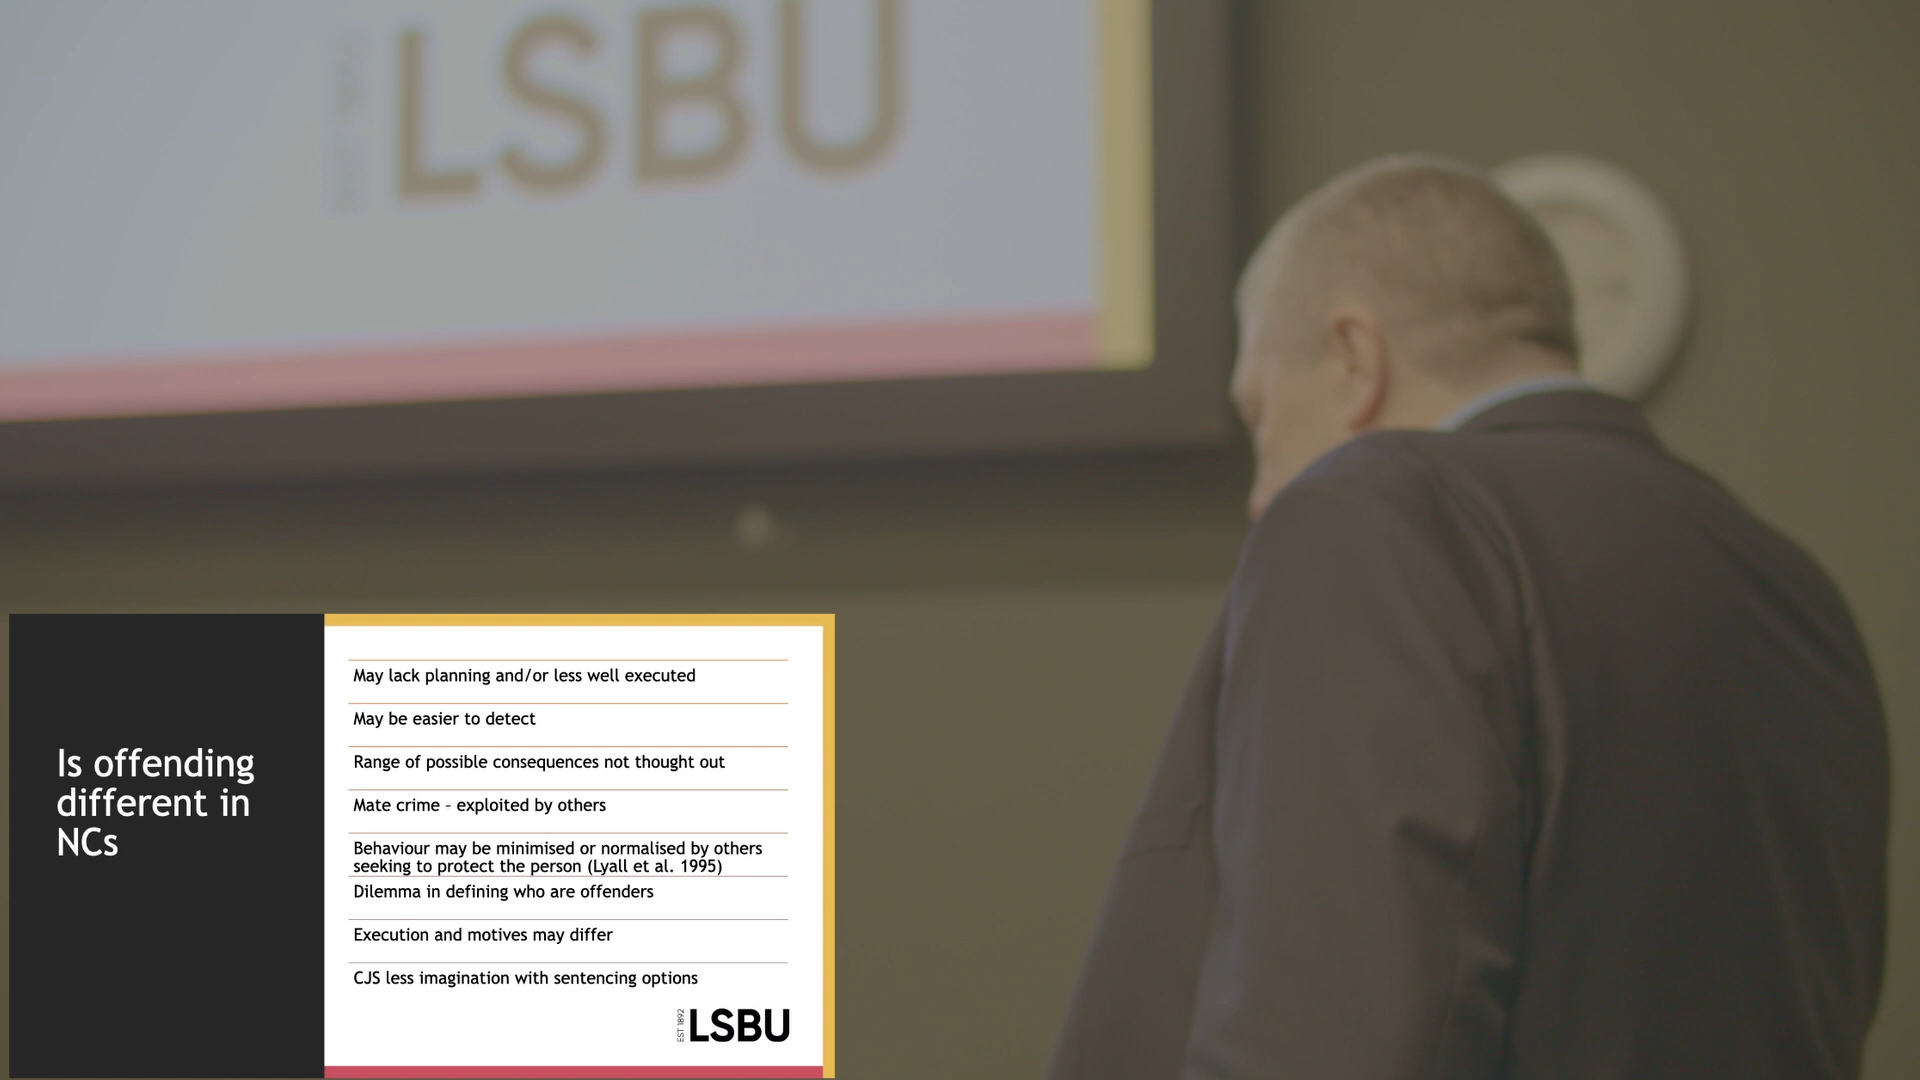 LSBU
Is offending
different in
NCs
May lack planning and/or less well executed
May be easier to detect
Range of possible consequences not thought out
Mate crime - exploited by others
Behaviour may be minimised or normalised by others
seeking to protect the person (Lyall et al. 1995)
Dilemma in defining who are offenders
Execution and motives may differ
CJS less imagination with sentencing options
EST 1892
LSBU